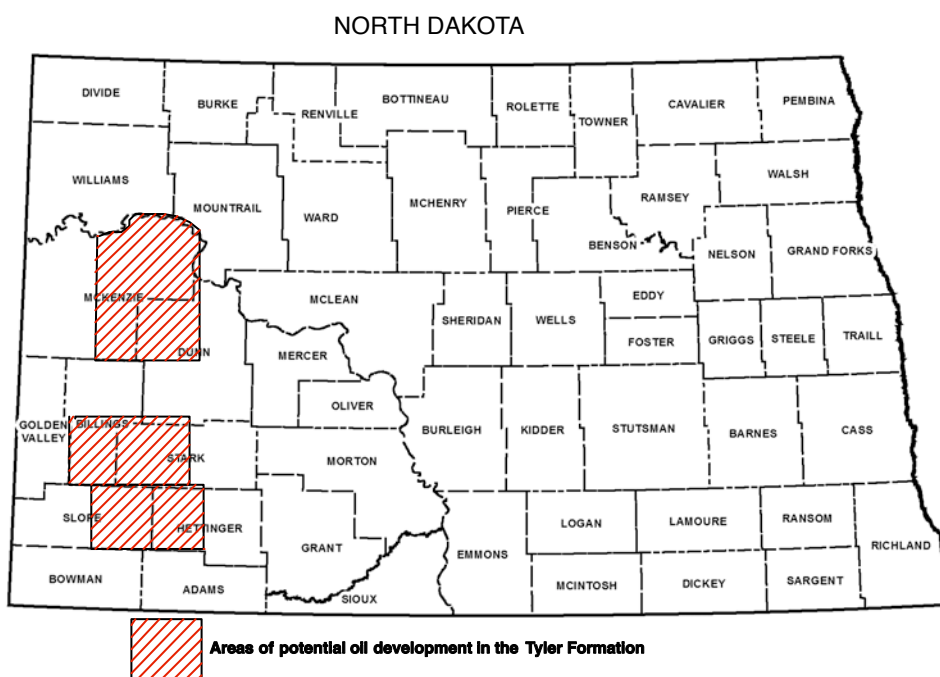 NORTH DAKOTA
DIVIDE
BURKE
RENVILLE
BOTTINEAU
ROLETTE
TOWNER
CAVALIER
PEMBINA
WILLIAMS
MOUNTRAIL
WARD
MCHENRY
PIERCE
BENSON
RAMSEY
WALSH
NELSON
GRAND FORKS
MCKENZIE
DUNN
MCLEAN
MERCER
OLIVER
SHERIDAN
WELLS
EDDY
FOSTER
GRIGGS
STEELE
TRAILL
GOLDEN
VALLEY
BILLINGS
STARK
MORTON
BURLEIGH
KIDDER
STUTSMAN
BARNES
CASS
SLOPE
HETTINGER
GRANT
BOWMAN
ADAMS
SIOUX
EMMONS
LOGAN
LAMOURE
RANSOM
RICHLAND
MCINTOSH
DICKEY
SARGENT
Areas of potential oil development in the Tyler Formation